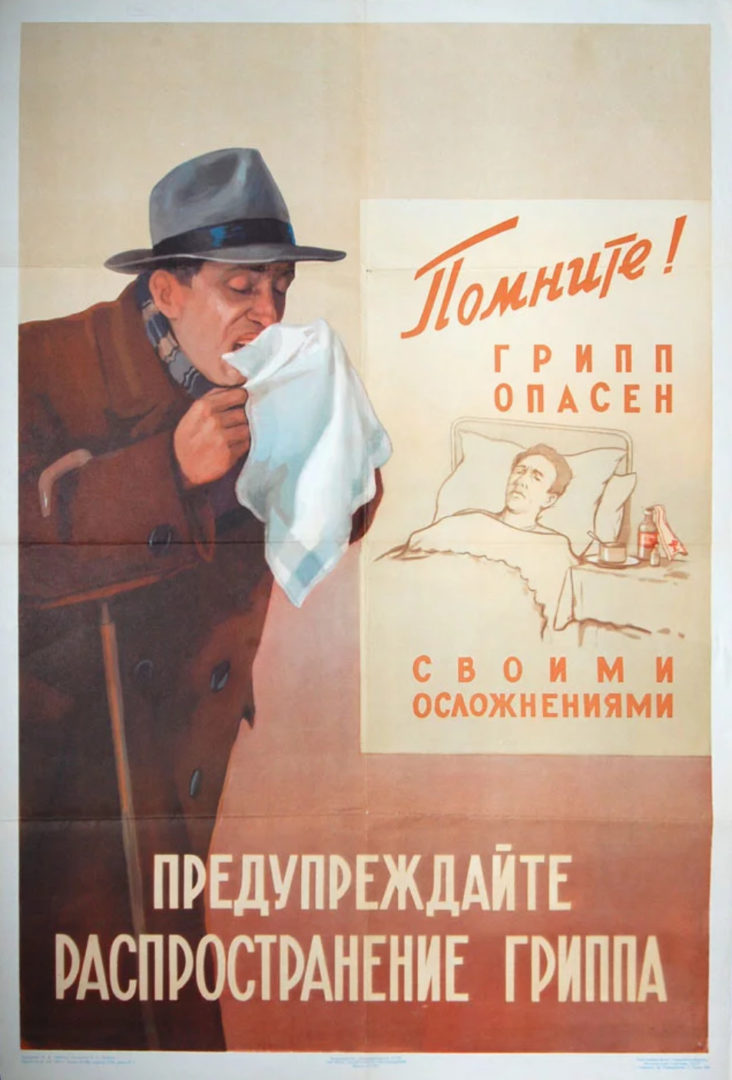 Помните!
ГРИПП
ОПАСЕН
СВОИМИ
ОСЛОЖНЕНИЯМИ
ПРЕДУПРЕЖДАЙТЕ
РАСПРОСТРАНЕНИЕ ГРИППА